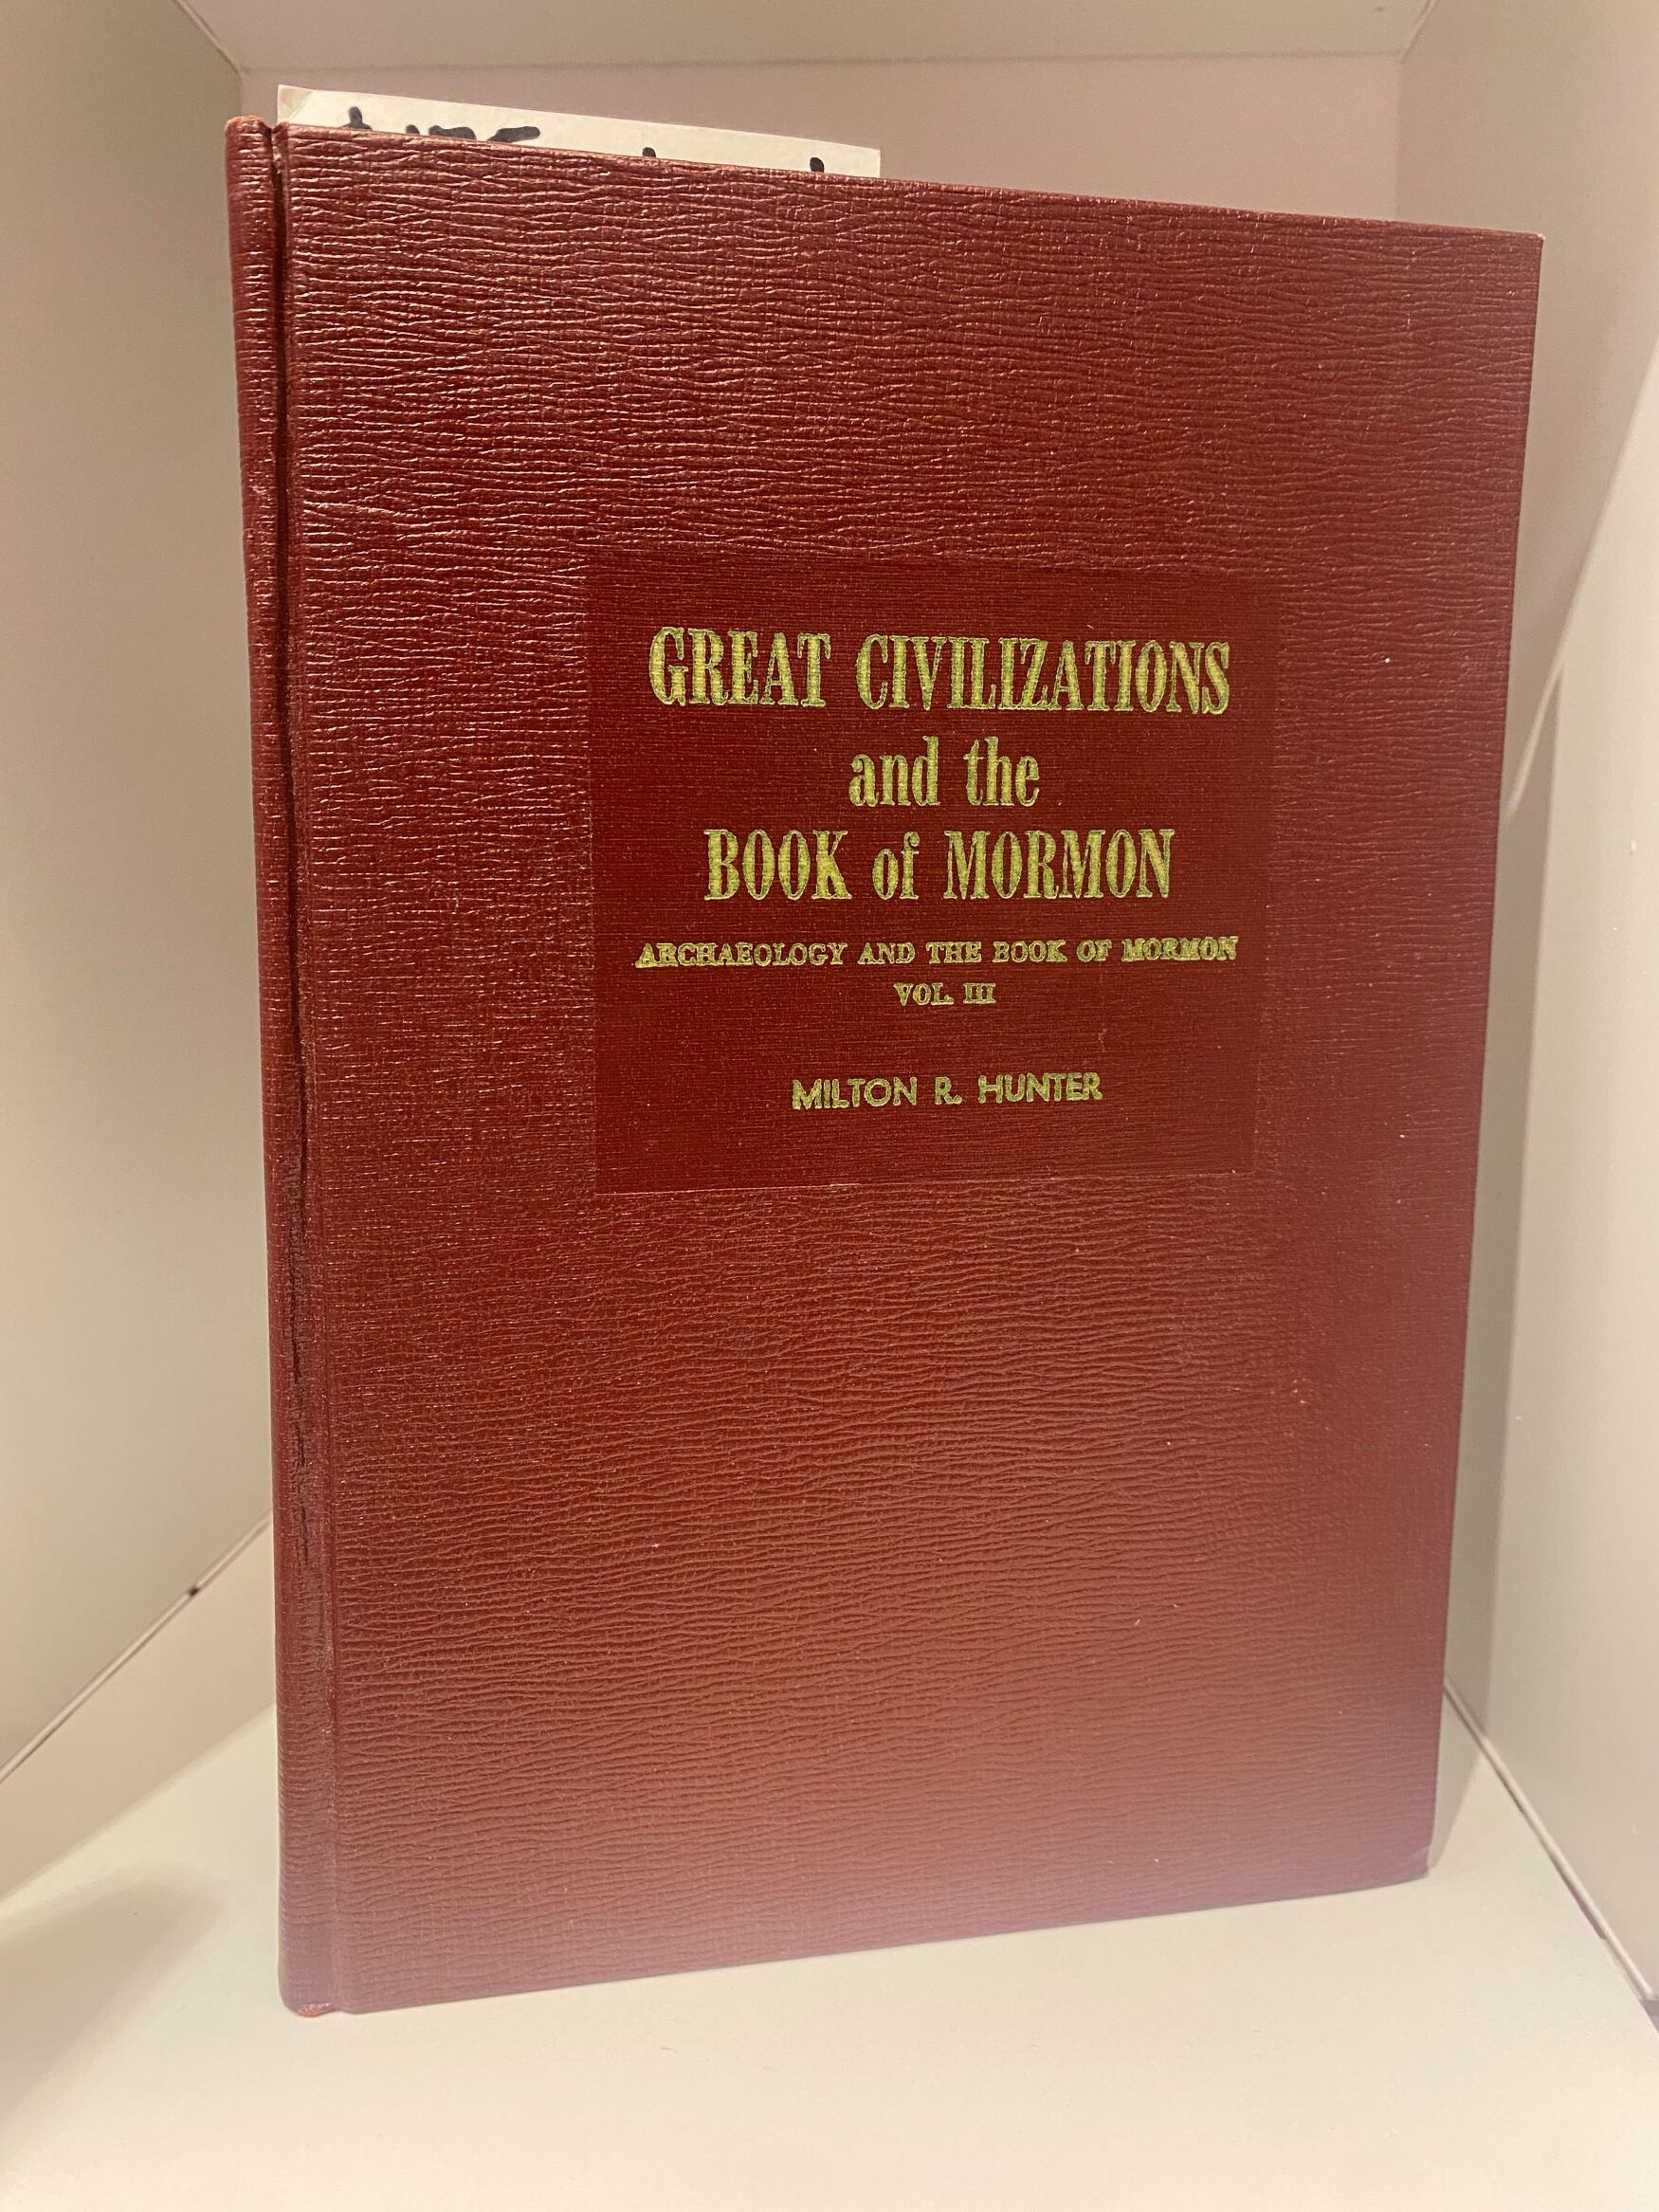 GREAT CIVILIZATIONS
and the
BOOK of MORMON
ARCHAEOLOGY AND THE BOOK OF MORMON
VOL. III
MILTON R. HUNTER